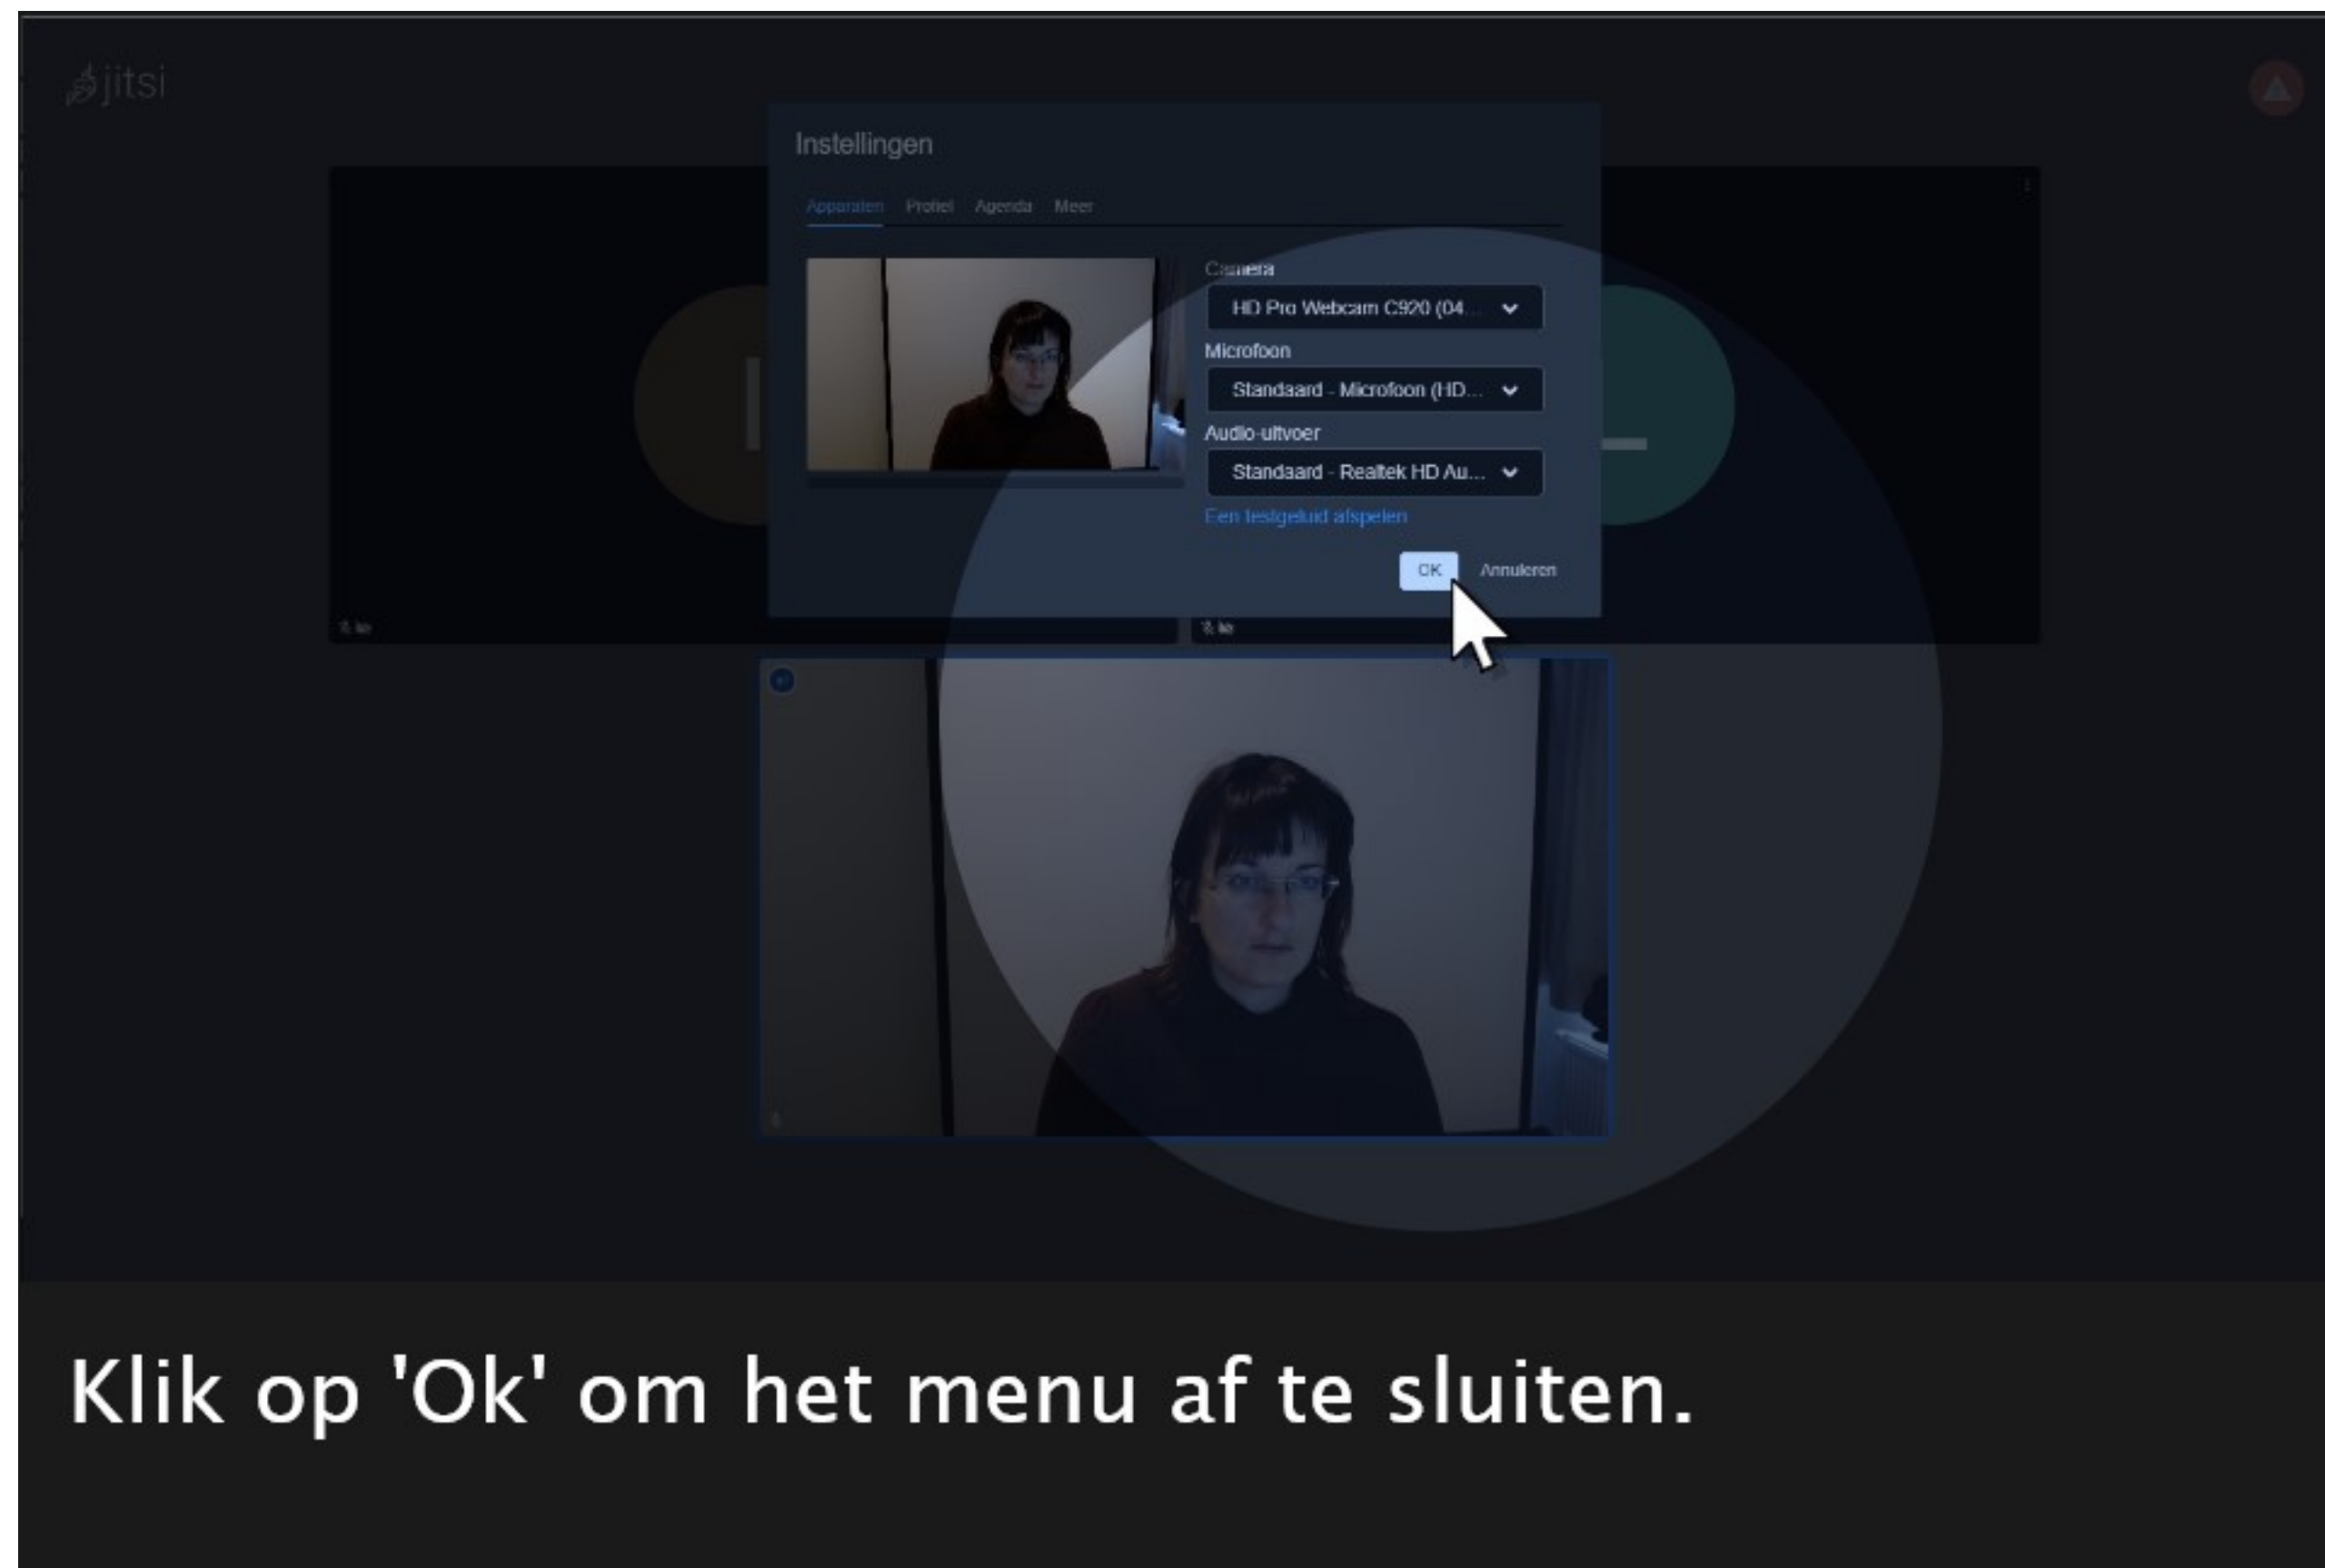 jitsi
Instellingen
Apparaten Profiel Agenda Meer
Camera
HD Pro Webcam C920 (04...
Microfoon
Standaard - Microfoon (HD...
Audio-uitvoer
Standaard - Realtek HD Au...
Een testgeluid afspelen
OK Annuleren
Klik op 'Ok' om het menu af te sluiten.